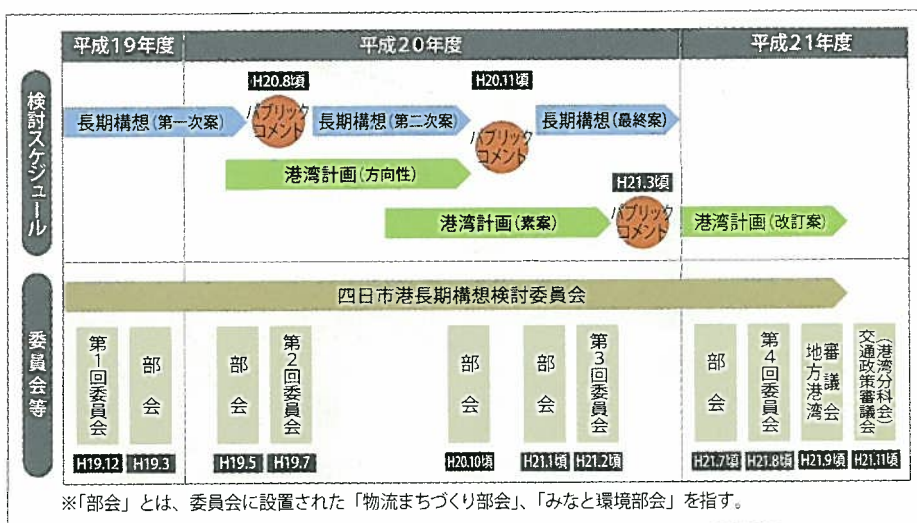 平成19年度 平成20年度 平成21年度
検討スケジュール
H20.8頃 H20.11頃
長期構想(第一次案) パブリックコメント 長期構想(第二次案) パブリックコメント 長期構想(最終案)
港湾計画(方向性)
H21.3頃
港湾計画(素案) パブリックコメント 港湾計画(改訂案)
委員会等
四日市港長期構想検討委員会
第1回委員会 部会 部会 第2回委員会 部会 部会 第3回委員会 部会 第4回委員会 地方港湾審議会 交通政策審議会(港湾分科会)
H19.12 H19.3 H19.5 H19.7 H20.10頃 H21.1頃 H21.2頃 H21.7頃 H21.8頃 H21.9頃 H21.11頃
※「部会」とは、委員会に設置された「物流まちづくり部会」、「みなと環境部会」を指す。